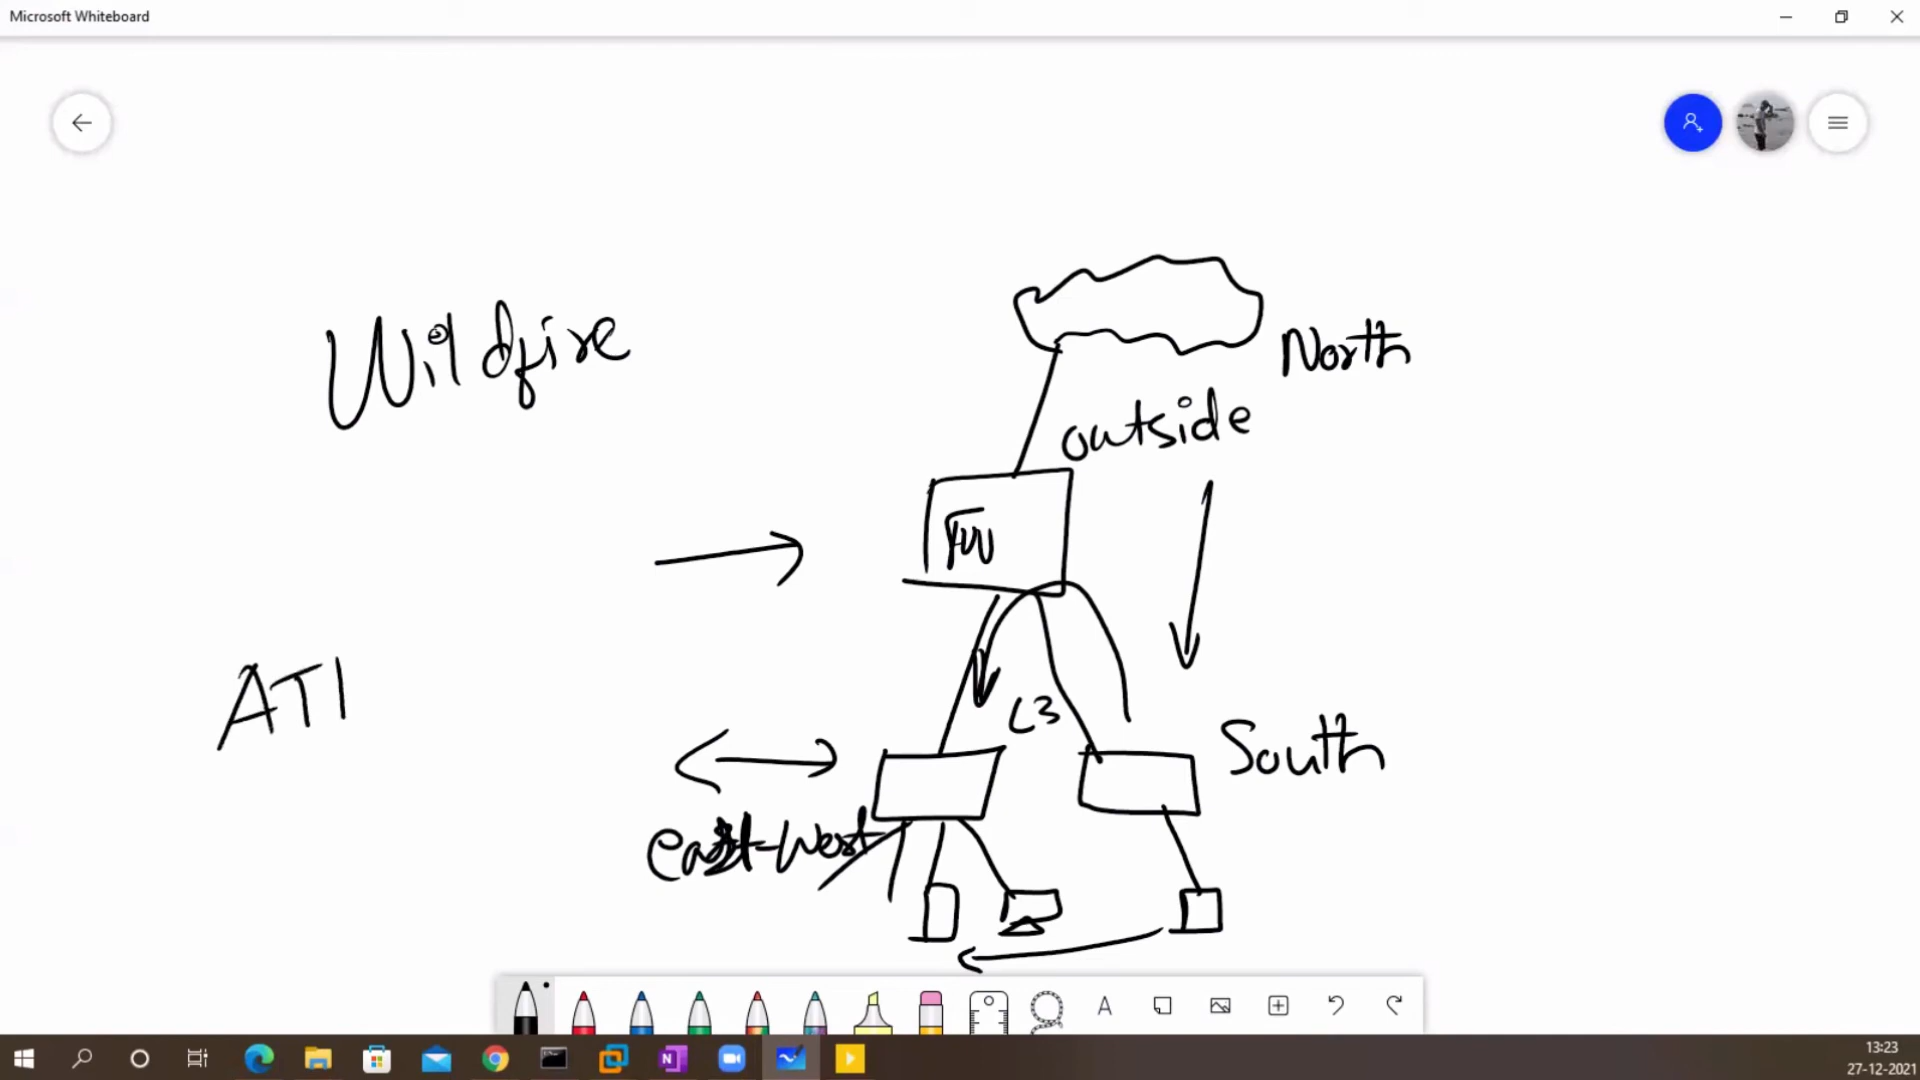 Microsoft Whiteboard
Wildfire
North
outside
FW
L3
ATI
South
east-west
A
N
13:23
27-12-2021